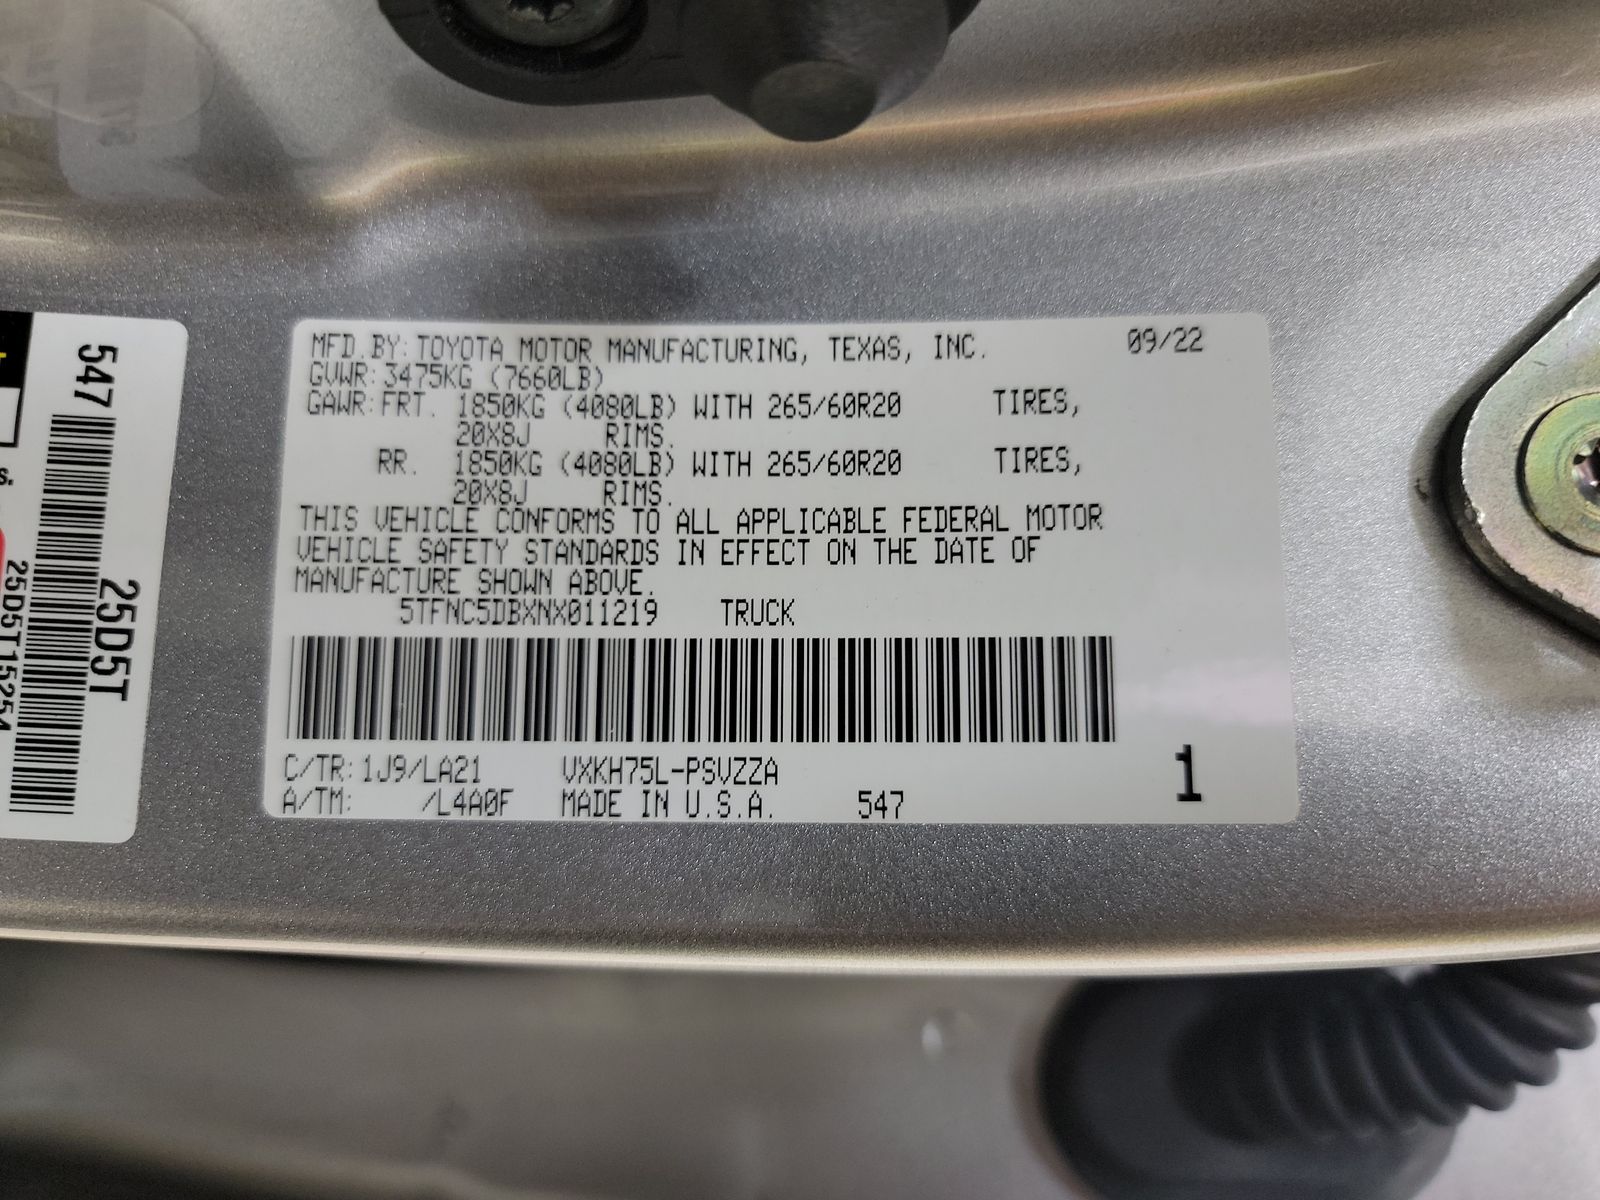 MFD.BY: TOYOTA MOTOR MANUFACTURING, TEXAS, INC. 09/22
GVWR: 3475KG (7660LB)
GAWR: FRT. 1850KG (4080LB) WITH 265/60R20 TIRES,
20X8J RIMS.
RR. 1850KG (4080LB) WITH 265/60R20 TIRES,
20X8J RIMS.
THIS VEHICLE CONFORMS TO ALL APPLICABLE FEDERAL MOTOR
VEHICLE SAFETY STANDARDS IN EFFECT ON THE DATE OF
MANUFACTURE SHOWN ABOVE.
5TFNC5DBXNX011219 TRUCK
C/TR: 1J9/LA21 VXKH75L-PSVZZA
A/TM: /L4A0F MADE IN U.S.A. 547
1
547
25D5T
25D5T15254